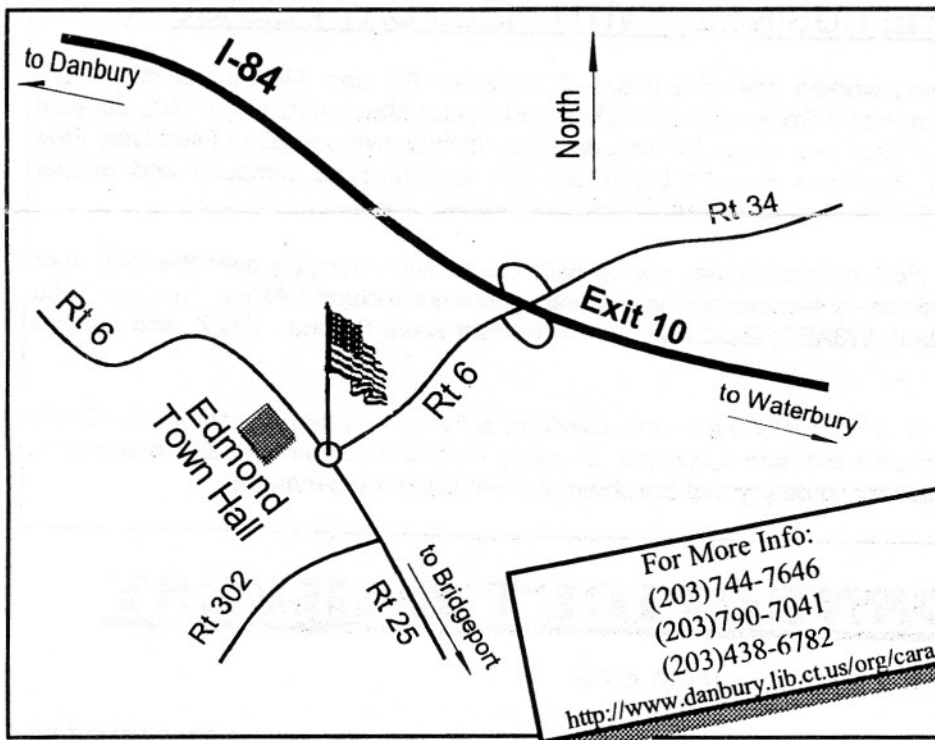 to Danbury
I-84
North
Rt 34
Exit 10
to Waterbury
Rt 6
Rt 6
Edmond
Town Hall
Rt 302
Rt 25
to Bridgeport
For More Info:
(203)744-7646
(203)790-7041
(203)438-6782
http://www.danbury.lib.ct.us/org/cara